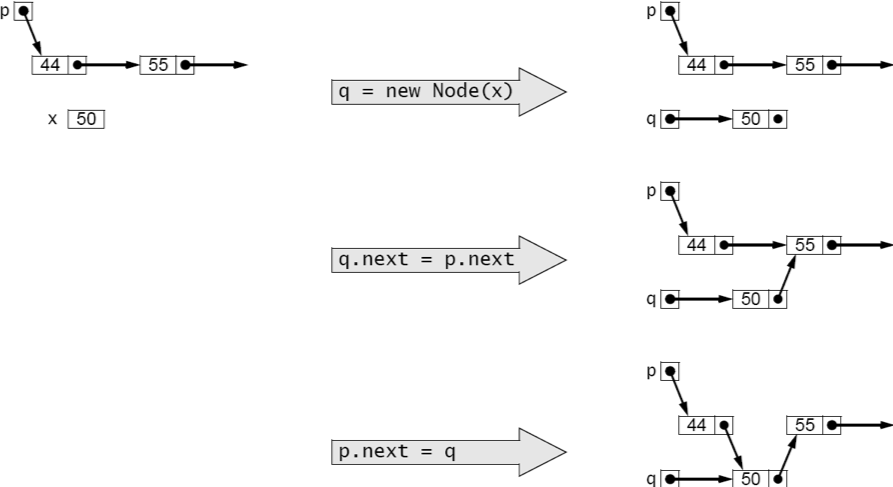 p
44 55
x 50
q = new Node(x)
p
44 55
q 50
q.next = p.next
p
44 55
q 50
p.next = q
p
44 55
q 50